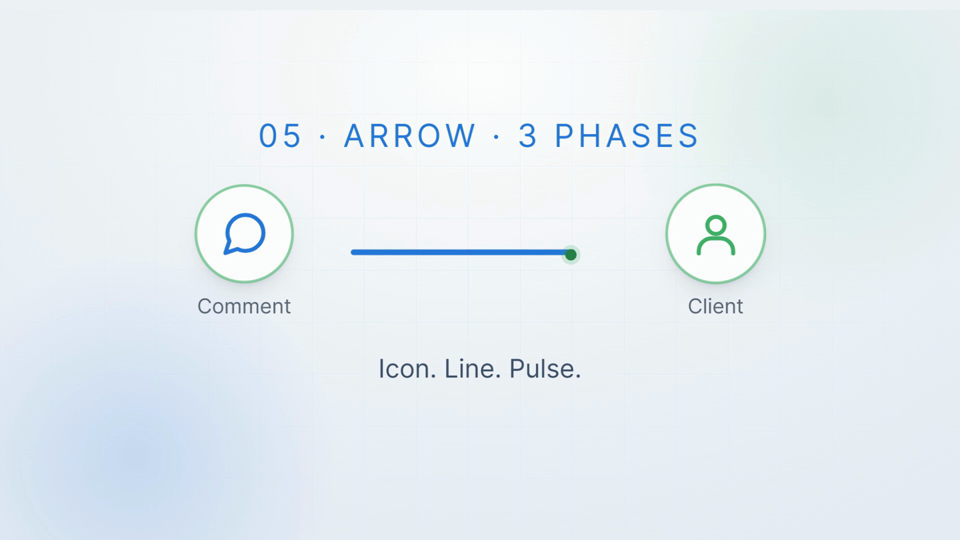 05 · ARROW · 3 PHASES
Comment
Client
Icon. Line. Pulse.